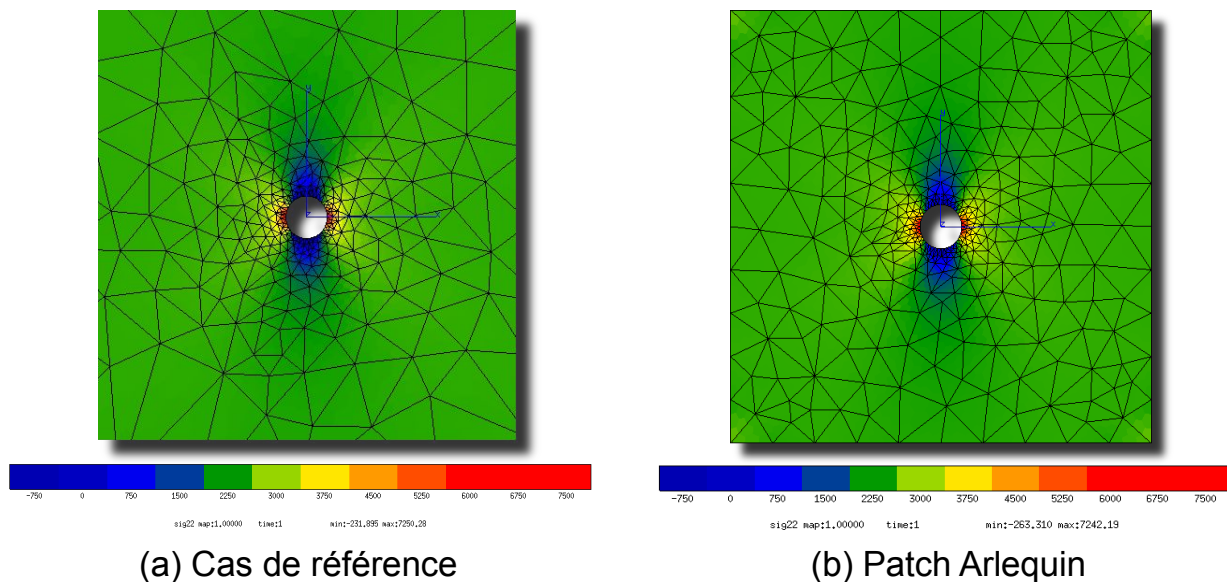 y
z
x
y
z
x
-750 0 750 1500 2250 3000 3750 4500 5250 6000 6750 7500
sig22 map:1.00000 time:1 min:-231.895 max:7250.28
(a) Cas de référence
-750 0 750 1500 2250 3000 3750 4500 5250 6000 6750 7500
sig22 map:1.00000 time:1 min:-263.310 max:7242.19
(b) Patch Arlequin